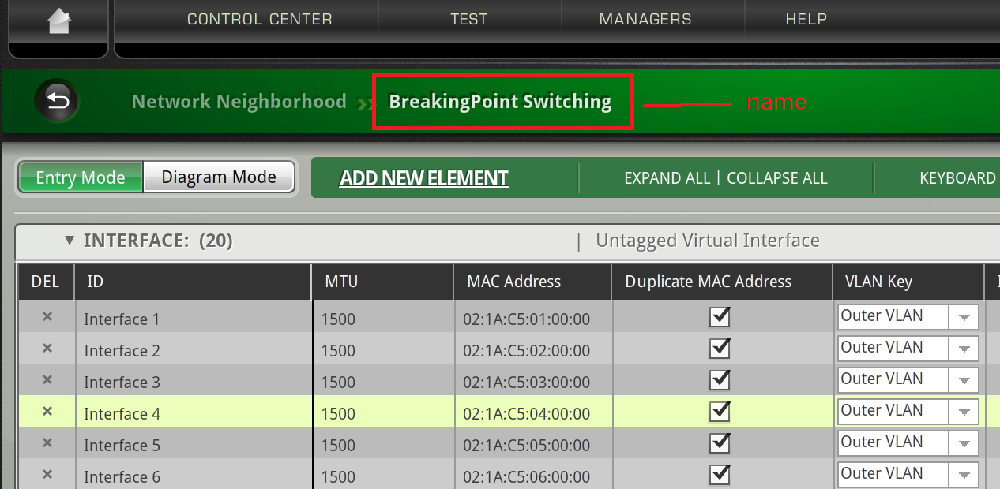 CONTROL CENTER TEST MANAGERS HELP
Network Neighborhood » BreakingPoint Switching name
Entry Mode Diagram Mode ADD NEW ELEMENT EXPAND ALL | COLLAPSE ALL KEYBOARD
▼ INTERFACE: (20) | Untagged Virtual Interface
DEL ID MTU MAC Address Duplicate MAC Address VLAN Key
× Interface 1 1500 02:1A:C5:01:00:00 Outer VLAN
× Interface 2 1500 02:1A:C5:02:00:00 Outer VLAN
× Interface 3 1500 02:1A:C5:03:00:00 Outer VLAN
× Interface 4 1500 02:1A:C5:04:00:00 Outer VLAN
× Interface 5 1500 02:1A:C5:05:00:00 Outer VLAN
× Interface 6 1500 02:1A:C5:06:00:00 Outer VLAN